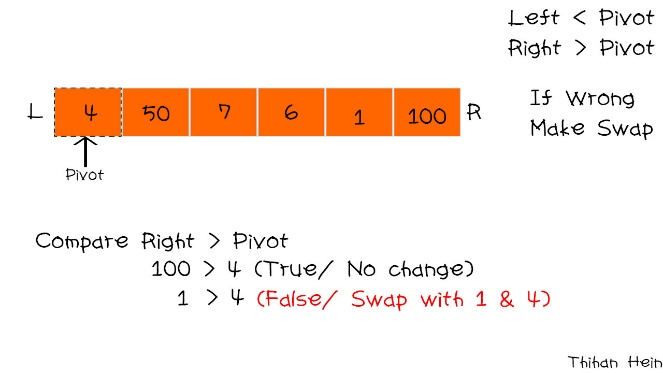 Left < Pivot
Right > Pivot
If Wrong
Make Swap
L 4 50 7 6 1 100 R
Pivot
Compare Right > Pivot
100 > 4 (True/ No change)
1 > 4 (False/ Swap with 1 & 4)
Thihan Hein